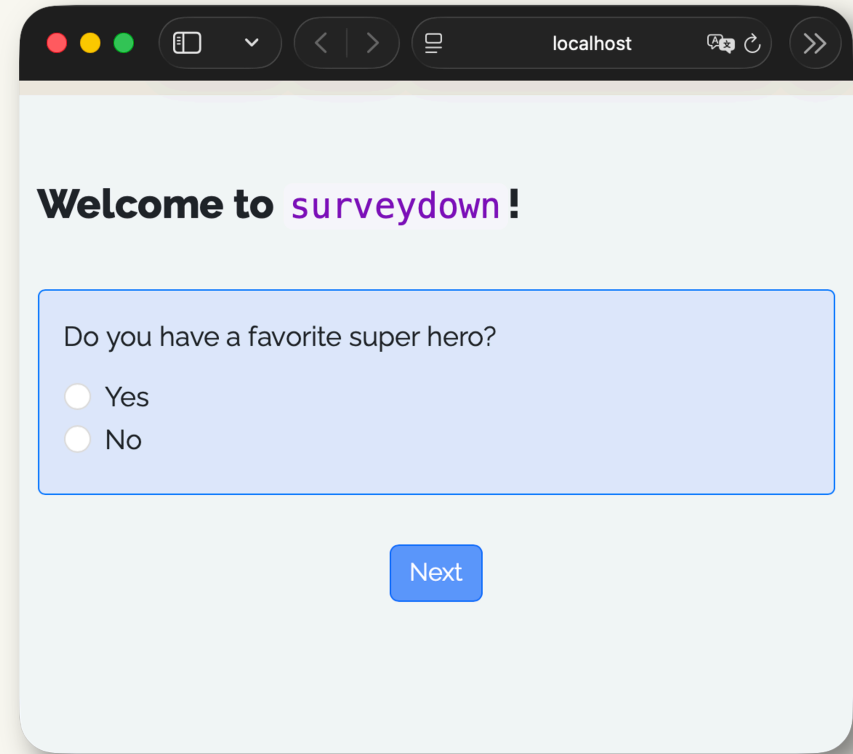 localhost
Welcome to surveydown!
Do you have a favorite super hero?
Yes
No
Next